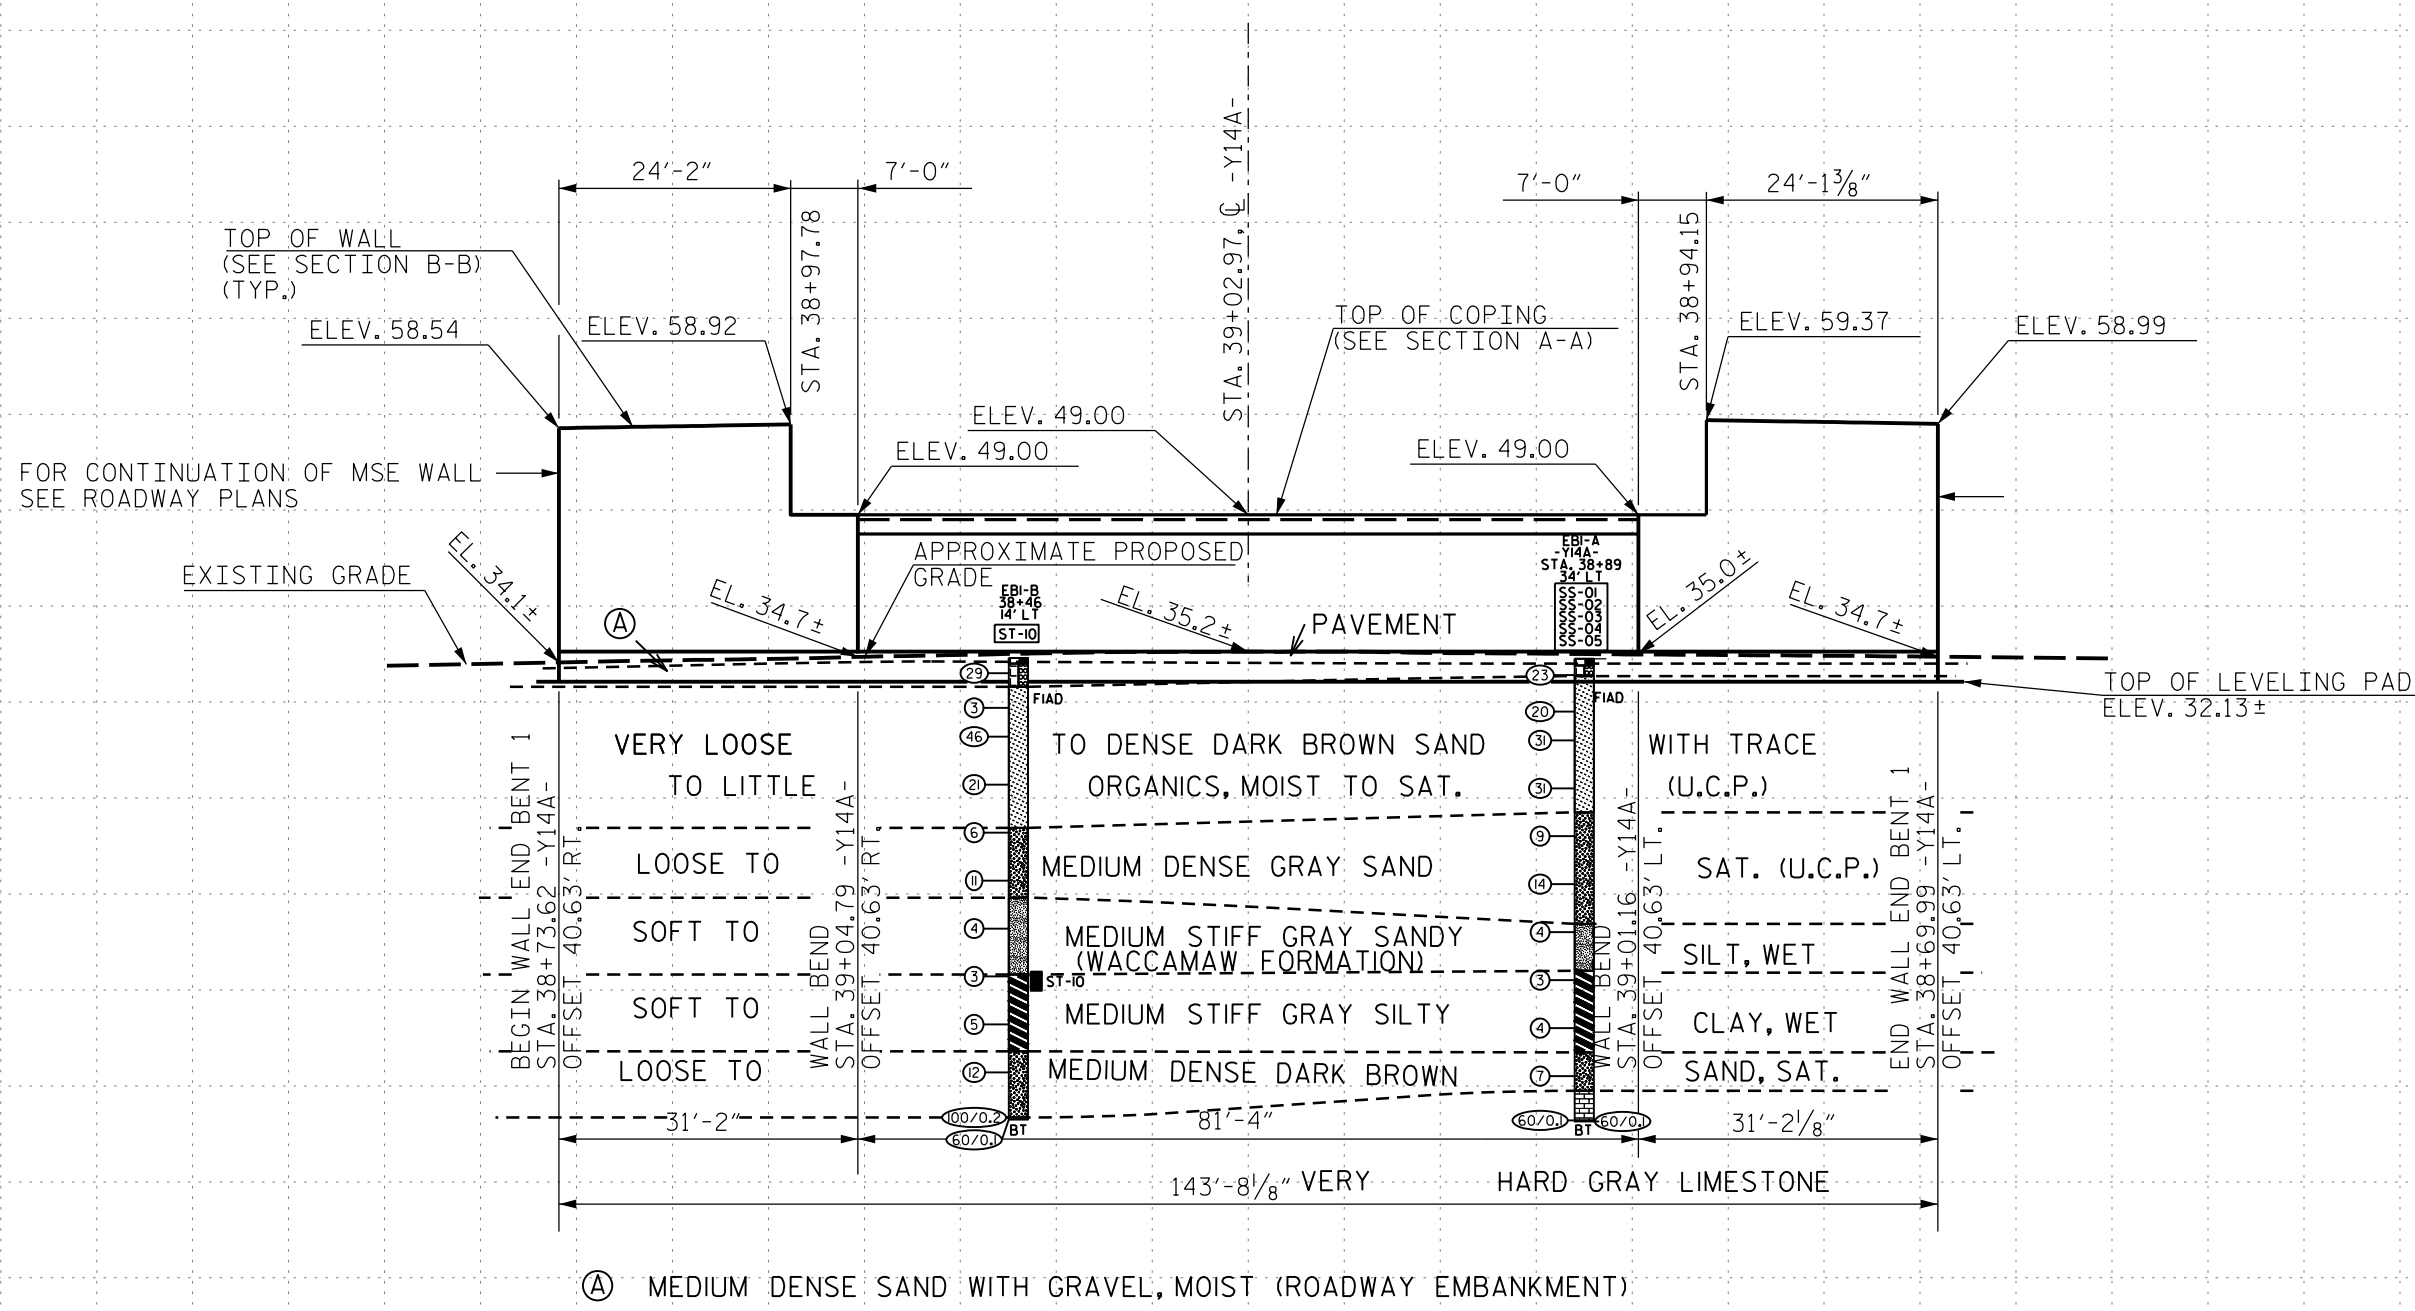 24'-2"
7'-0"
7'-0"
24'-1⅜"
STA. 38+97.78
STA. 39+02.97, ℄ -Y14A-
STA. 38+94.15
TOP OF WALL
(SEE SECTION B-B)
(TYP.)
ELEV. 58.54
ELEV. 58.92
TOP OF COPING
(SEE SECTION A-A)
ELEV. 59.37
ELEV. 58.99
ELEV. 49.00
ELEV. 49.00
ELEV. 49.00
FOR CONTINUATION OF MSE WALL
SEE ROADWAY PLANS
EXISTING GRADE
EL. 34.1±
A
EL. 34.7±
APPROXIMATE PROPOSED
GRADE
EB1-B
38+46
14' LT
ST-10
EL. 35.2±
PAVEMENT
EB1-A
-Y14A-
STA. 38+89
34' LT
SS-01
SS-02
SS-03
SS-04
SS-05
EL. 35.0±
EL. 34.7±
TOP OF LEVELING PAD
ELEV. 32.13±
29
3
46
21
6
11
4
3
5
12
100/0.2
60/0.1
FIAD
ST-10
BT
23
20
31
31
9
14
4
3
4
7
60/0.1
60/0.1
FIAD
BT
VERY LOOSE TO DENSE DARK BROWN SAND WITH TRACE
TO LITTLE ORGANICS, MOIST TO SAT. (U.C.P.)
LOOSE TO MEDIUM DENSE GRAY SAND SAT. (U.C.P.)
SOFT TO MEDIUM STIFF GRAY SANDY SILT, WET
(WACCAMAW FORMATION)
SOFT TO MEDIUM STIFF GRAY SILTY CLAY, WET
LOOSE TO MEDIUM DENSE DARK BROWN SAND, SAT.
BEGIN WALL END BENT 1
STA. 38+73.62 -Y14A-
OFFSET 40.63' RT.
WALL BEND
STA. 39+04.79 -Y14A-
OFFSET 40.63' RT.
WALL BEND
STA. 39+01.16 -Y14A-
OFFSET 40.63' LT.
END WALL END BENT 1
STA. 38+69.99 -Y14A-
OFFSET 40.63' LT.
31'-2"
81'-4"
31'-2⅛"
143'-8⅛"
VERY HARD GRAY LIMESTONE
A MEDIUM DENSE SAND WITH GRAVEL, MOIST (ROADWAY EMBANKMENT)